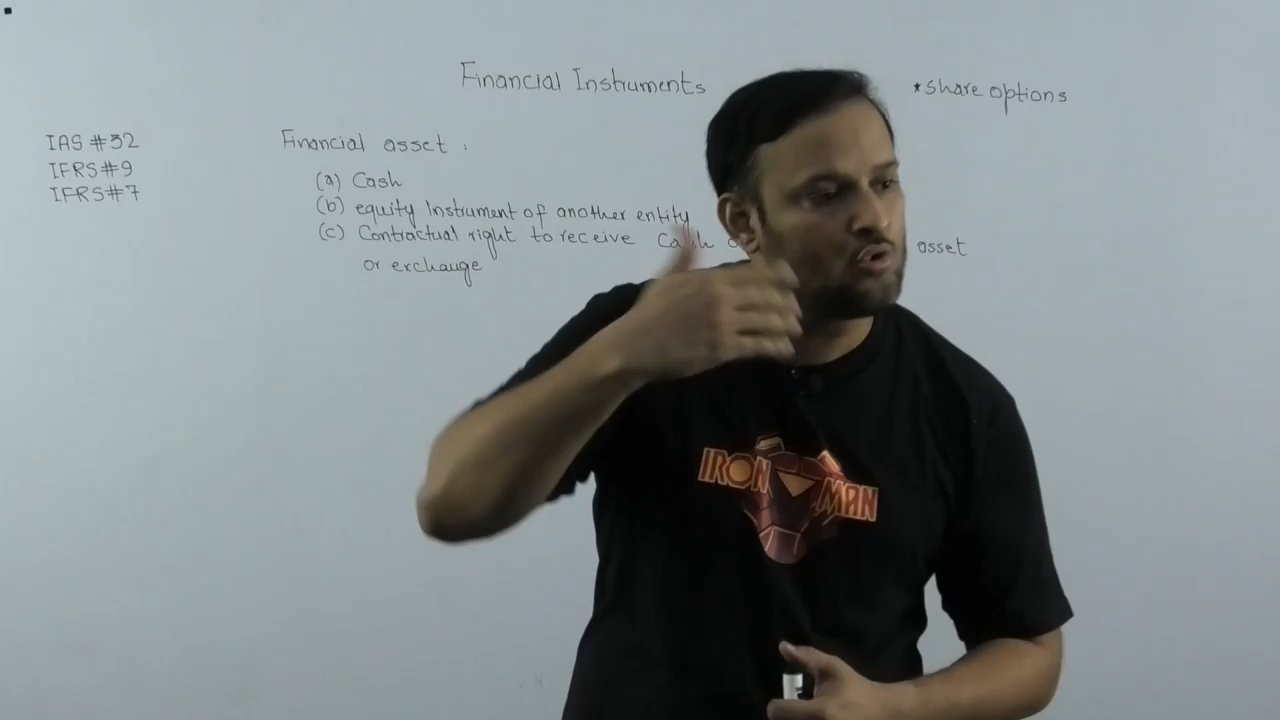 Financial Instruments
*share options
IAS #32
IFRS#9
IFRS#7
Financial asset.
(a) Cash
(b) equity Instrument of another entity
(c) Contractual right to receive Cash asset
or exchange
IRON MAN